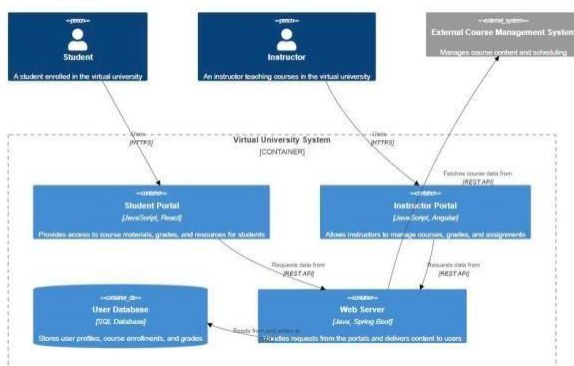 «person»
Student
A student enrolled in the virtual university
«person»
Instructor
An instructor teaching courses in the virtual university
«external_system»
External Course Management System
Manages course content and scheduling
Uses
[HTTPS]
Uses
[HTTPS]
Virtual University System
[CONTAINER]
Fetches course data from
[REST API]
«container»
Student Portal
[JavaScript, React]
Provides access to course materials, grades, and resources for students
«container»
Instructor Portal
[JavaScript, Angular]
Allows instructors to manage courses, grades, and assignments
Requests data from
[REST API]
Requests data from
[REST API]
«container_db»
User Database
[SQL Database]
Stores user profiles, course enrollments, and grades
«container»
Web Server
[Java, Spring Boot]
Handles requests from the portals and delivers content to users
Reads from and writes to